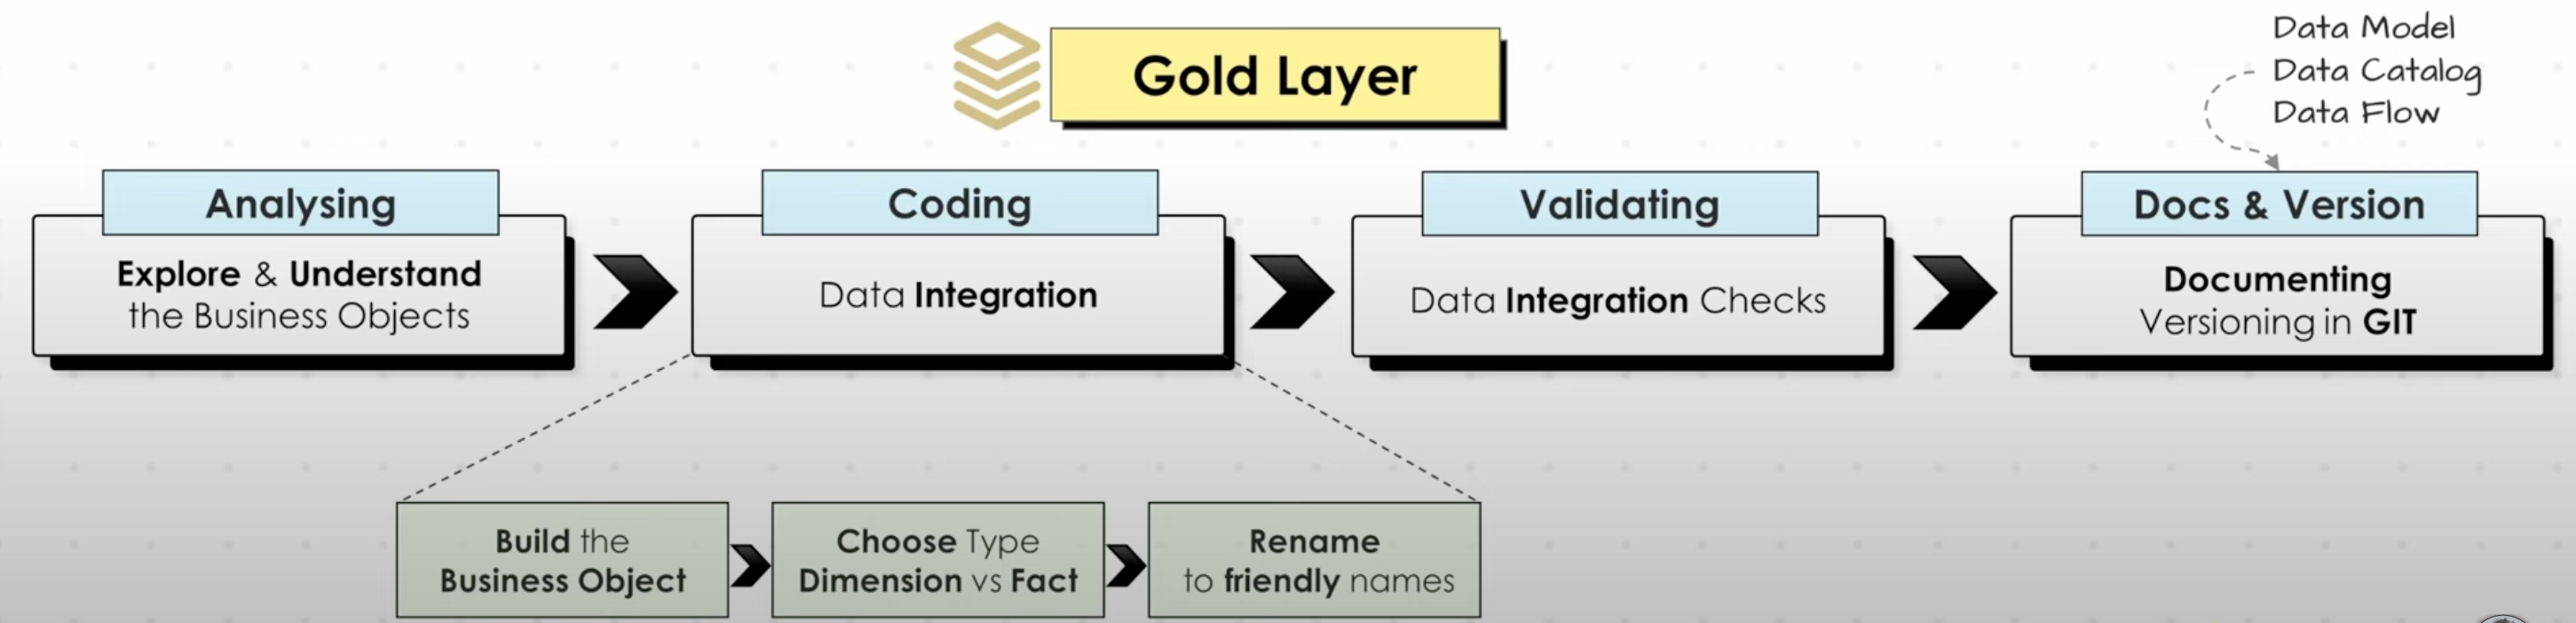 Gold Layer
Data Model
Data Catalog
Data Flow
Analysing
Explore & Understand
the Business Objects
Coding
Data Integration
Validating
Data Integration Checks
Docs & Version
Documenting
Versioning in GIT
Build the
Business Object
Choose Type
Dimension vs Fact
Rename
to friendly names